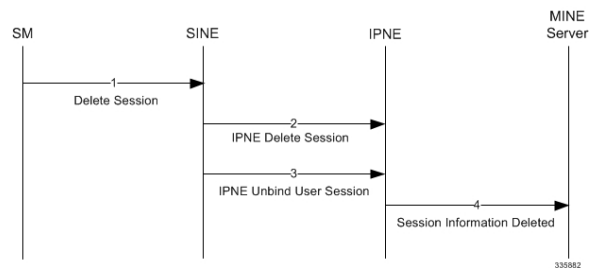 SM
SINE
IPNE
MINE
Server
1
Delete Session
2
IPNE Delete Session
3
IPNE Unbind User Session
4
Session Information Deleted
335882